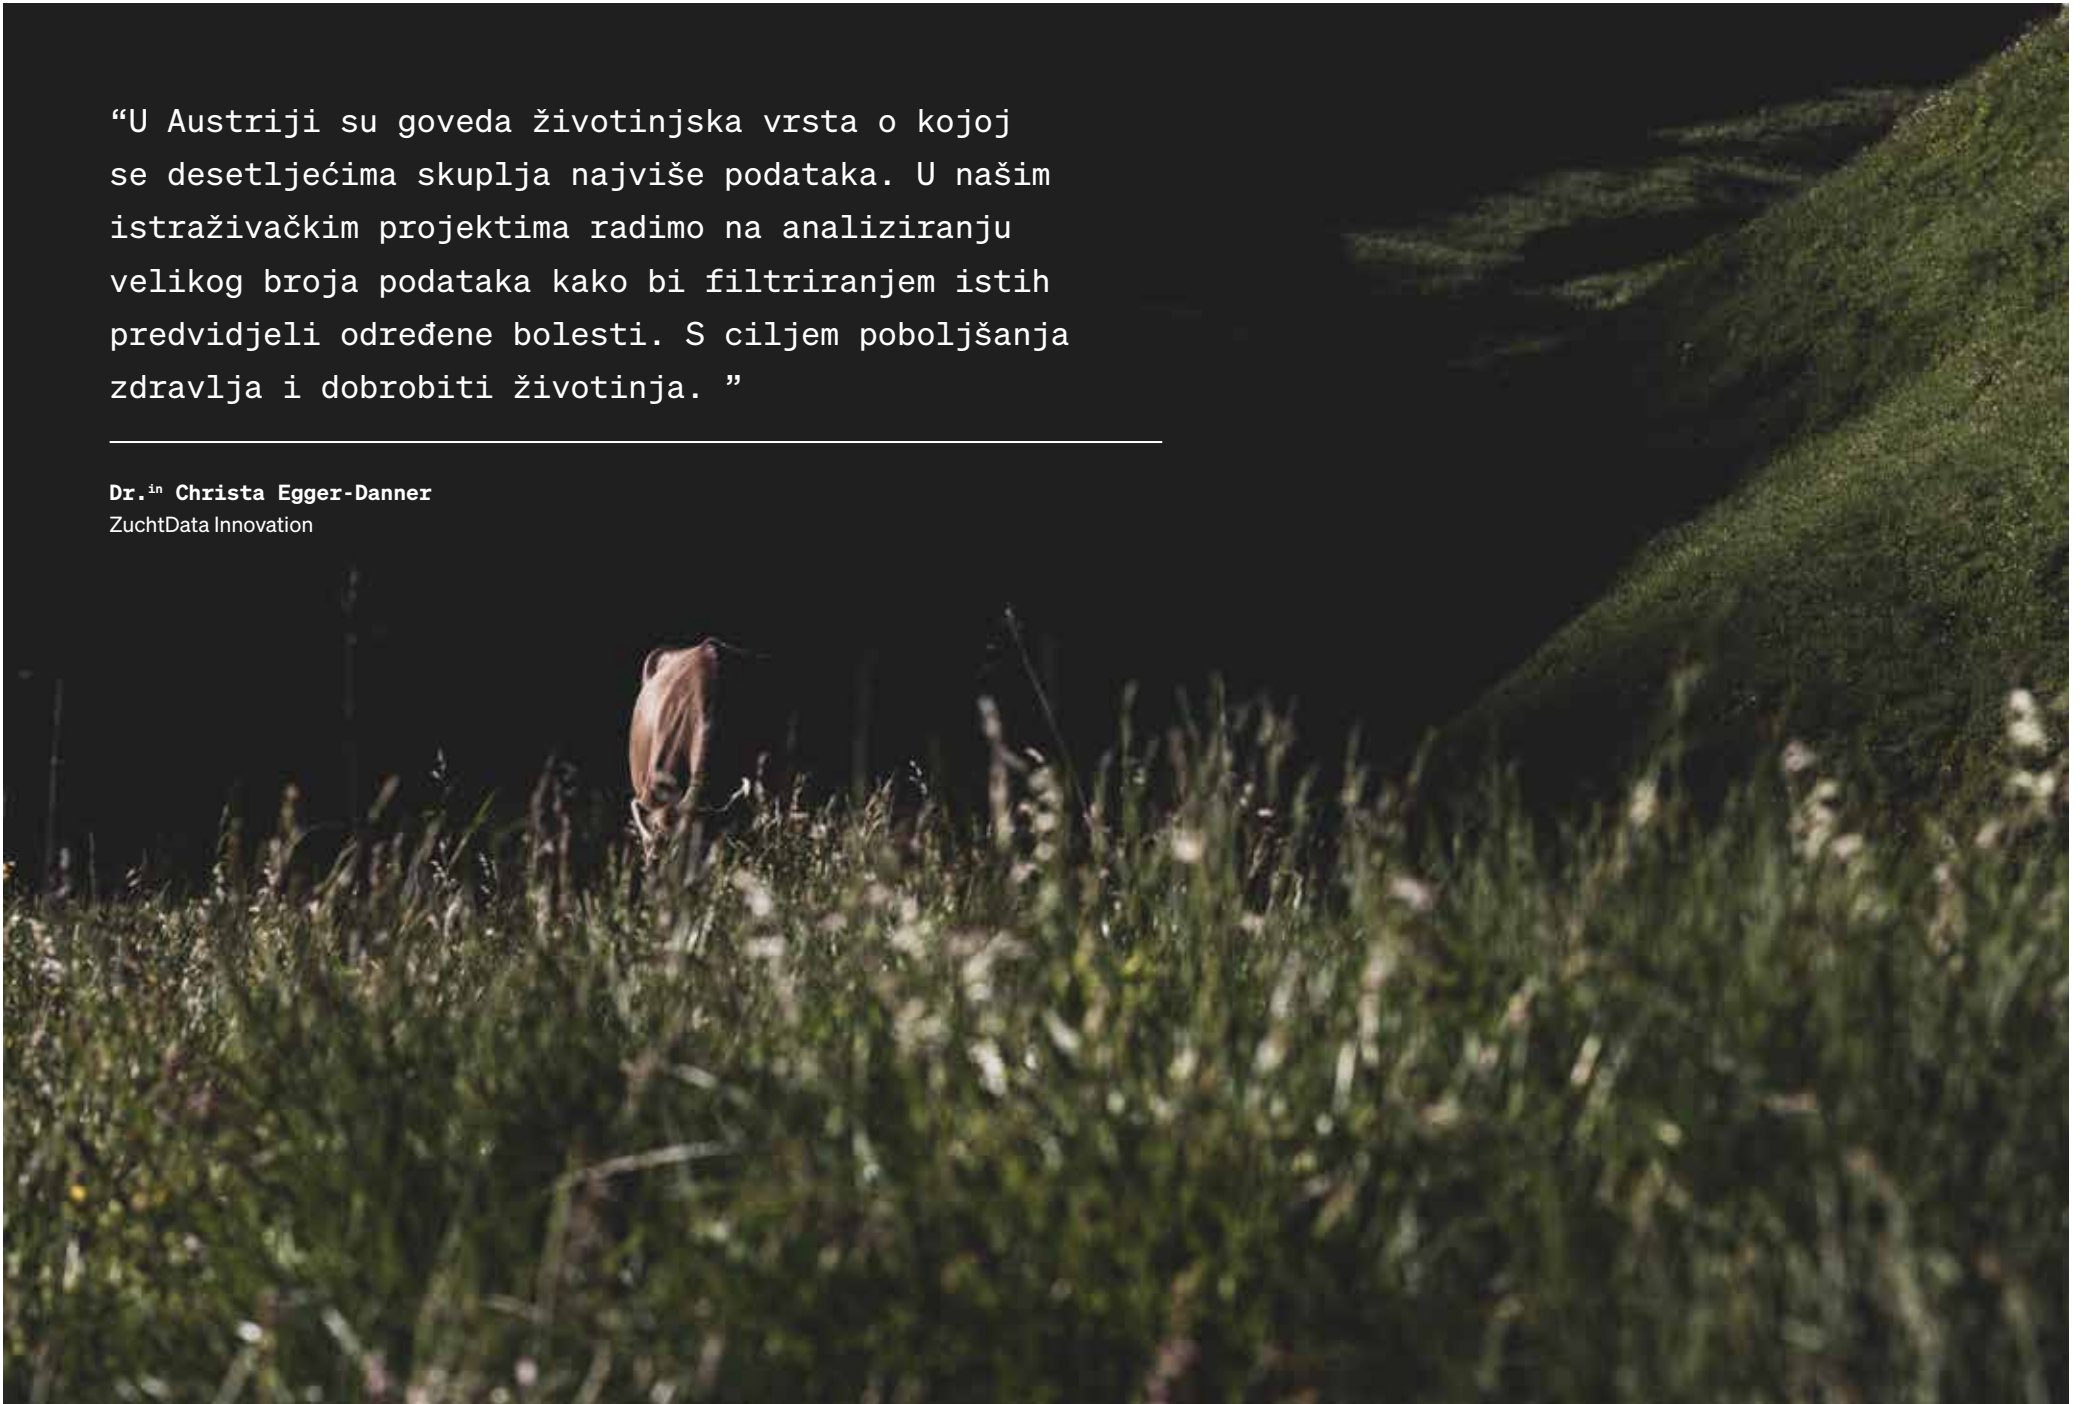 “U Austriji su goveda životinjska vrsta o kojoj
se desetljećima skuplja najviše podataka. U našim
istraživačkim projektima radimo na analiziranju
velikog broja podataka kako bi filtriranjem istih
predvidjeli određene bolesti. S ciljem poboljšanja
zdravlja i dobrobiti životinja. ”
Dr.in Christa Egger-Danner
ZuchtData Innovation